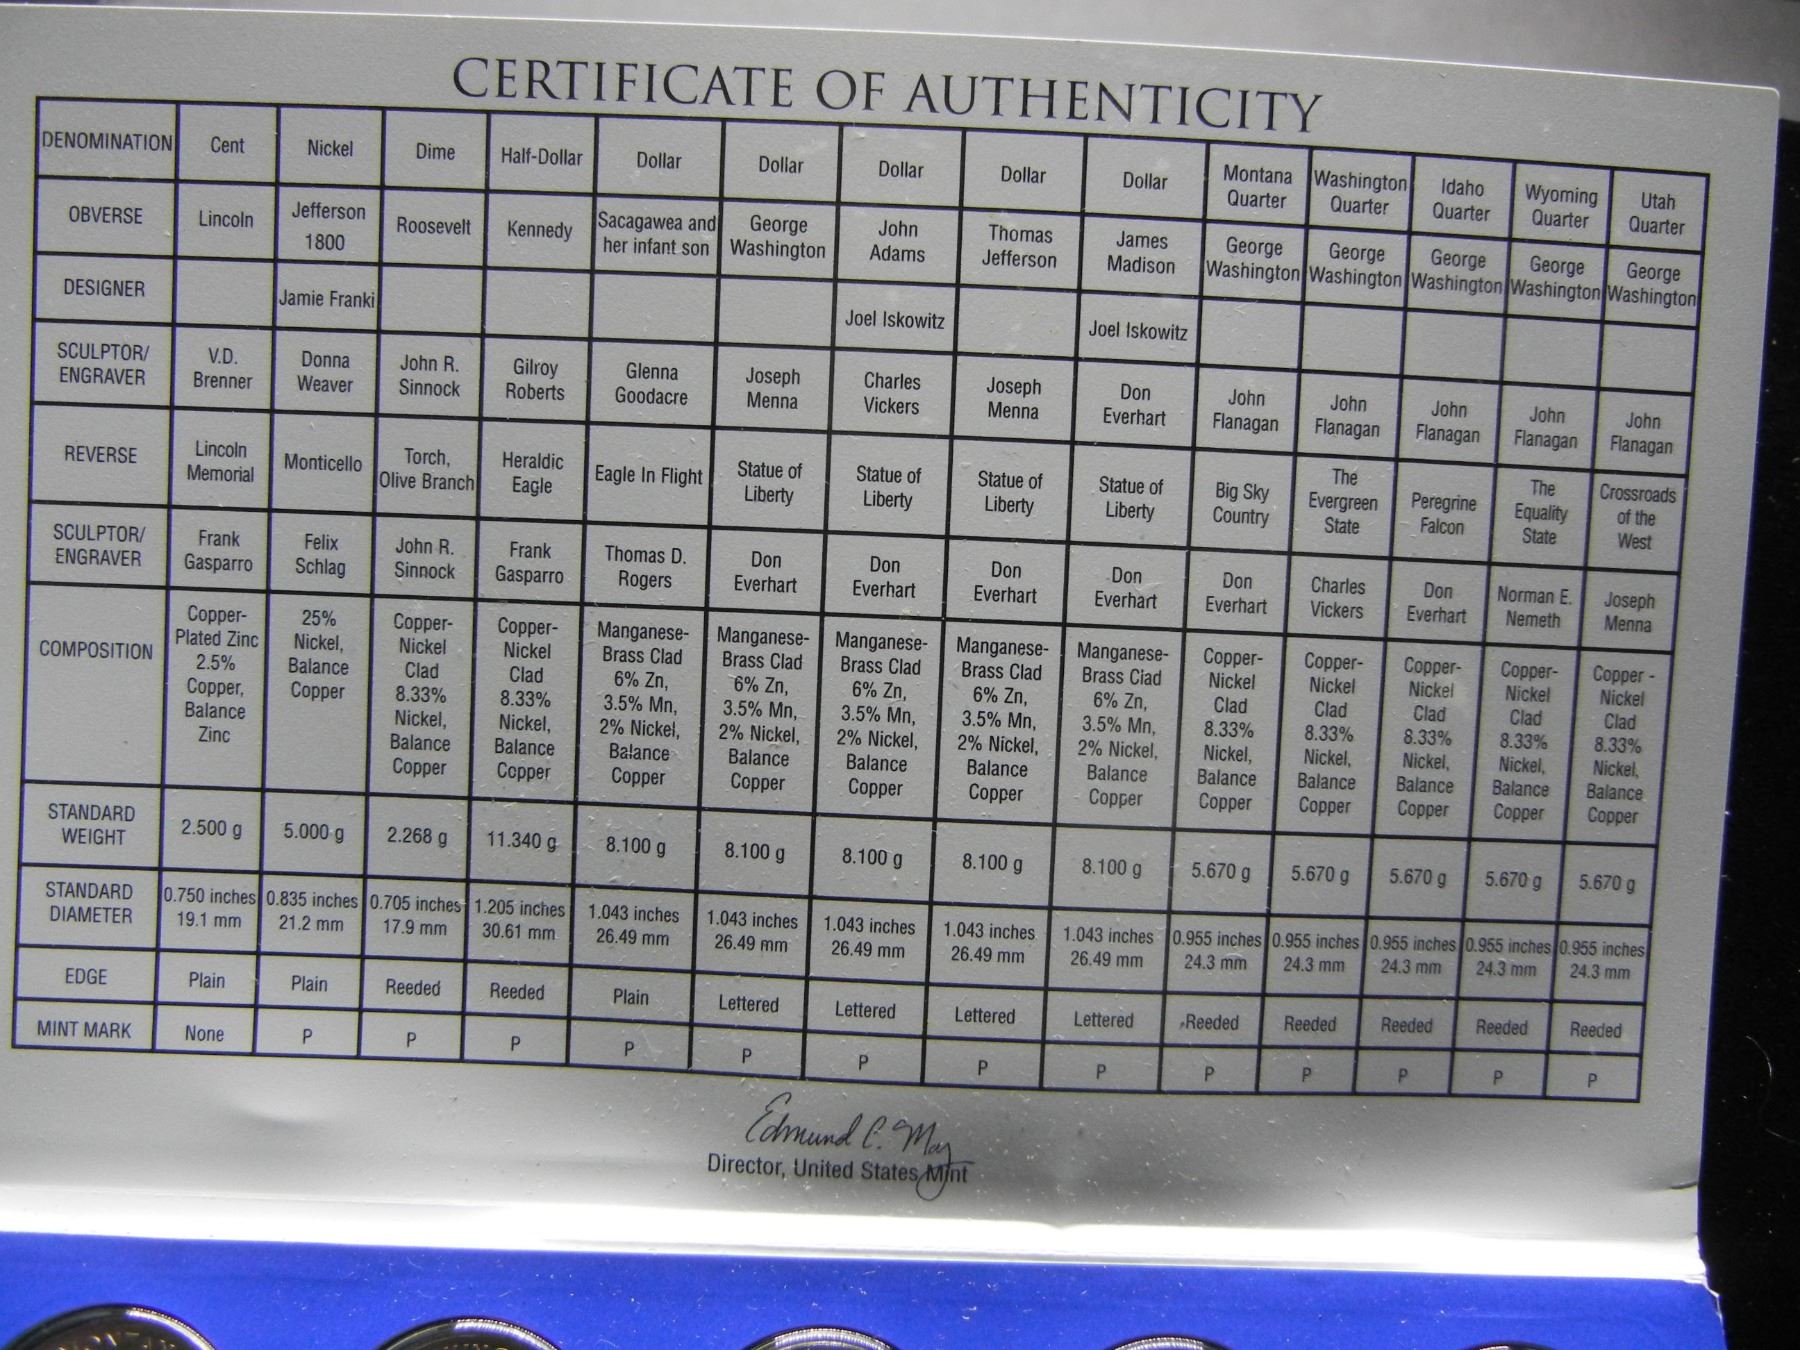 CERTIFICATE OF AUTHENTICITY
DENOMINATION Cent Nickel Dime Half-Dollar Dollar Dollar Dollar Dollar Dollar Montana Quarter Washington Quarter Idaho Quarter Wyoming Quarter Utah Quarter
OBVERSE Lincoln Jefferson 1800 Roosevelt Kennedy Sacagawea and her infant son George Washington John Adams Thomas Jefferson James Madison George Washington George Washington George Washington George Washington George Washington
DESIGNER Jamie Franki Joel Iskowitz Joel Iskowitz
SCULPTOR/ ENGRAVER V.D. Brenner Donna Weaver John R. Sinnock Gilroy Roberts Glenna Goodacre Joseph Menna Charles Vickers Joseph Menna Don Everhart John Flanagan John Flanagan John Flanagan John Flanagan John Flanagan
REVERSE Lincoln Memorial Monticello Torch, Olive Branch Heraldic Eagle Eagle In Flight Statue of Liberty Statue of Liberty Statue of Liberty Statue of Liberty Big Sky Country The Evergreen State Peregrine Falcon The Equality State Crossroads of the West
SCULPTOR/ ENGRAVER Frank Gasparro Felix Schlag John R. Sinnock Frank Gasparro Thomas D. Rogers Don Everhart Don Everhart Don Everhart Don Everhart Don Everhart Charles Vickers Don Everhart Norman E. Nemeth Joseph Menna
COMPOSITION Copper-Plated Zinc 2.5% Copper, Balance Zinc 25% Nickel, Balance Copper Copper-Nickel Clad 8.33% Nickel, Balance Copper Copper-Nickel Clad 8.33% Nickel, Balance Copper Manganese-Brass Clad 6% Zn, 3.5% Mn, 2% Nickel, Balance Copper Manganese-Brass Clad 6% Zn, 3.5% Mn, 2% Nickel, Balance Copper Manganese-Brass Clad 6% Zn, 3.5% Mn, 2% Nickel, Balance Copper Manganese-Brass Clad 6% Zn, 3.5% Mn, 2% Nickel, Balance Copper Manganese-Brass Clad 6% Zn, 3.5% Mn, 2% Nickel, Balance Copper Copper-Nickel Clad 8.33% Nickel, Balance Copper Copper-Nickel Clad 8.33% Nickel, Balance Copper Copper-Nickel Clad 8.33% Nickel, Balance Copper Copper-Nickel Clad 8.33% Nickel, Balance Copper Copper - Nickel Clad 8.33% Nickel, Balance Copper
STANDARD WEIGHT 2.500 g 5.000 g 2.268 g 11.340 g 8.100 g 8.100 g 8.100 g 8.100 g 8.100 g 5.670 g 5.670 g 5.670 g 5.670 g 5.670 g
STANDARD DIAMETER 0.750 inches 19.1 mm 0.835 inches 21.2 mm 0.705 inches 17.9 mm 1.205 inches 30.61 mm 1.043 inches 26.49 mm 1.043 inches 26.49 mm 1.043 inches 26.49 mm 1.043 inches 26.49 mm 1.043 inches 26.49 mm 0.955 inches 24.3 mm 0.955 inches 24.3 mm 0.955 inches 24.3 mm 0.955 inches 24.3 mm 0.955 inches 24.3 mm
EDGE Plain Plain Reeded Reeded Plain Lettered Lettered Lettered Lettered Reeded Reeded Reeded Reeded Reeded
MINT MARK None P P P P P P P P P P P P P
Edmund C. Moy
Director, United States Mint